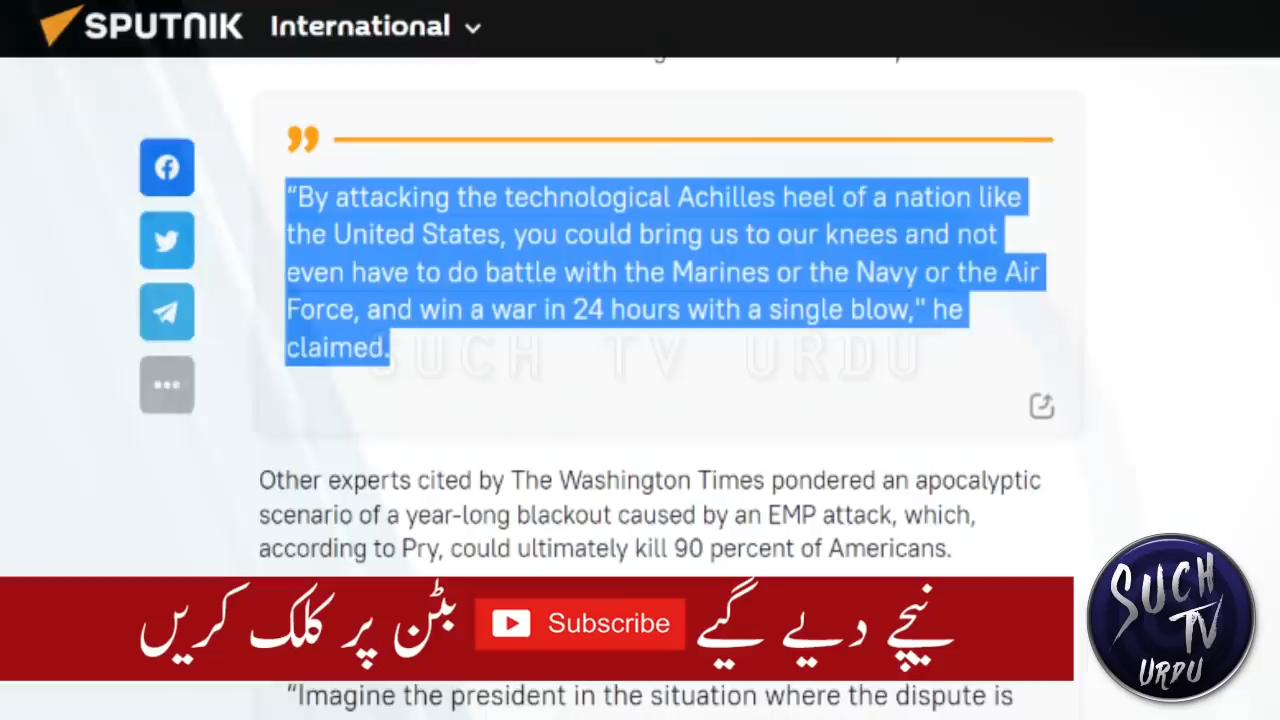 SPUTNIK International
“By attacking the technological Achilles heel of a nation like
the United States, you could bring us to our knees and not
even have to do battle with the Marines or the Navy or the Air
Force, and win a war in 24 hours with a single blow," he
claimed.
SUCH TV URDU
Other experts cited by The Washington Times pondered an apocalyptic
scenario of a year-long blackout caused by an EMP attack, which,
according to Pry, could ultimately kill 90 percent of Americans.
نیچے دیے گیے Subscribe بٹن پر کلک کریں
SUCH
TV
URDU
“Imagine the president in the situation where the dispute is